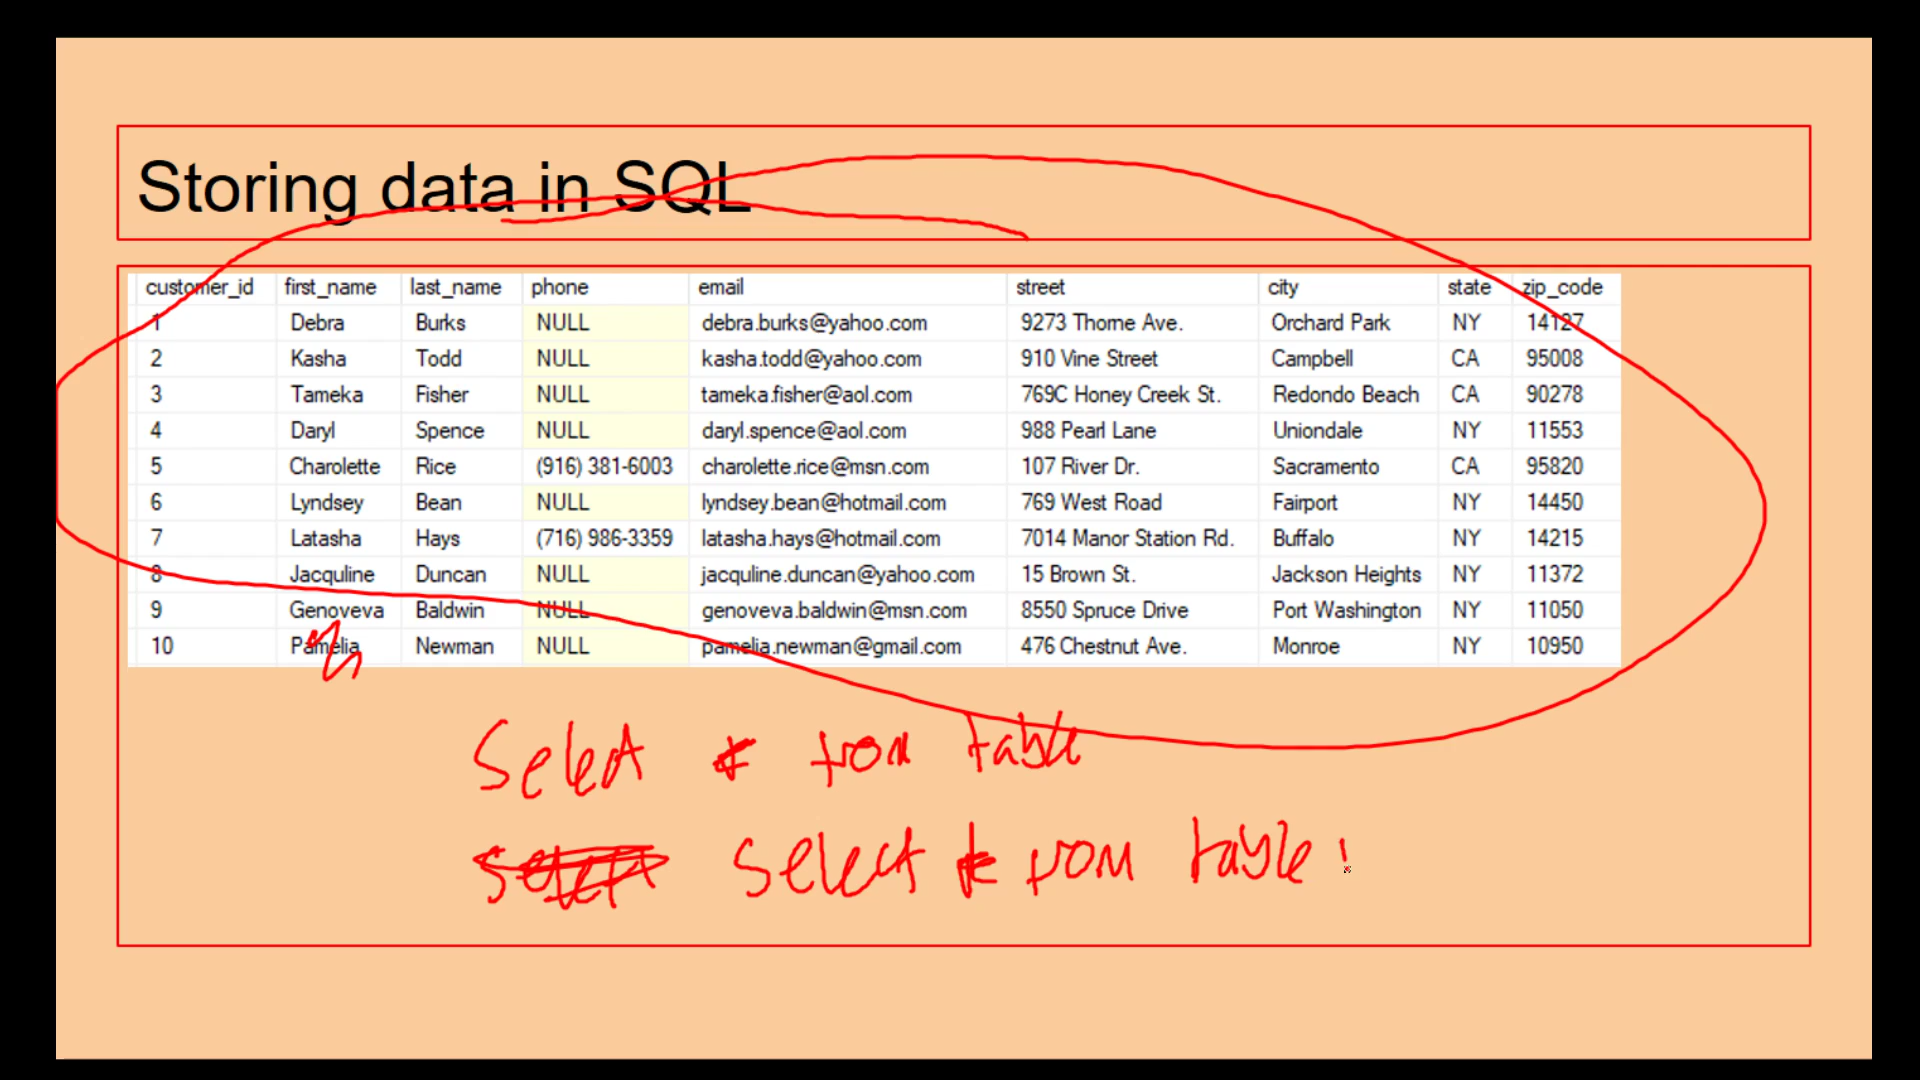 Storing data in SQL
customer_id first_name last_name phone email street city state zip_code
1 Debra Burks NULL debra.burks@yahoo.com 9273 Thorne Ave. Orchard Park NY 14127
2 Kasha Todd NULL kasha.todd@yahoo.com 910 Vine Street Campbell CA 95008
3 Tameka Fisher NULL tameka.fisher@aol.com 769C Honey Creek St. Redondo Beach CA 90278
4 Daryl Spence NULL daryl.spence@aol.com 988 Pearl Lane Uniondale NY 11553
5 Charolette Rice (916) 381-6003 charolette.rice@msn.com 107 River Dr. Sacramento CA 95820
6 Lyndsey Bean NULL lyndsey.bean@hotmail.com 769 West Road Fairport NY 14450
7 Latasha Hays (716) 986-3359 latasha.hays@hotmail.com 7014 Manor Station Rd. Buffalo NY 14215
8 Jacquline Duncan NULL jacquline.duncan@yahoo.com 15 Brown St. Jackson Heights NY 11372
9 Genoveva Baldwin NULL genoveva.baldwin@msn.com 8550 Spruce Drive Port Washington NY 11050
10 Pamelia Newman NULL pamelia.newman@gmail.com 476 Chestnut Ave. Monroe NY 10950
Select * from table
Select Select * from table